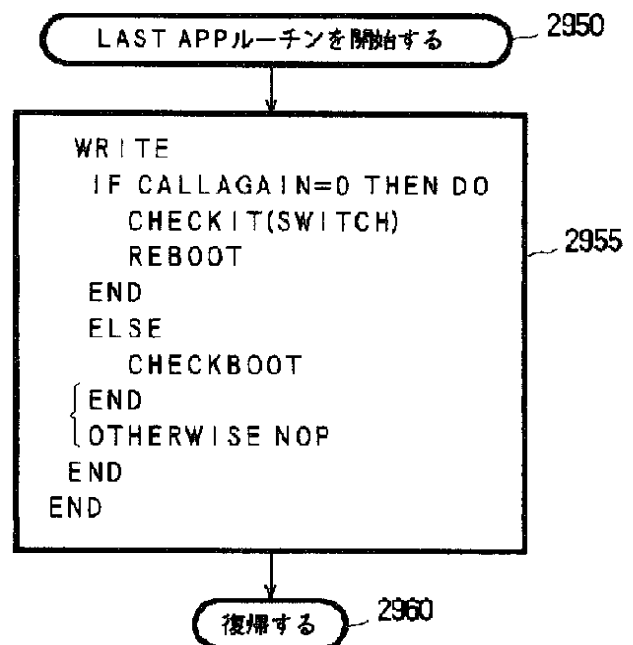 LAST APPルーチンを開始する
2950
WRITE
IF CALLAGAIN=0 THEN DO
CHECKIT(SWITCH)
REBOOT
END
ELSE
CHECKBOOT
END
OTHERWISE NOP
END
END
2955
復帰する
2960